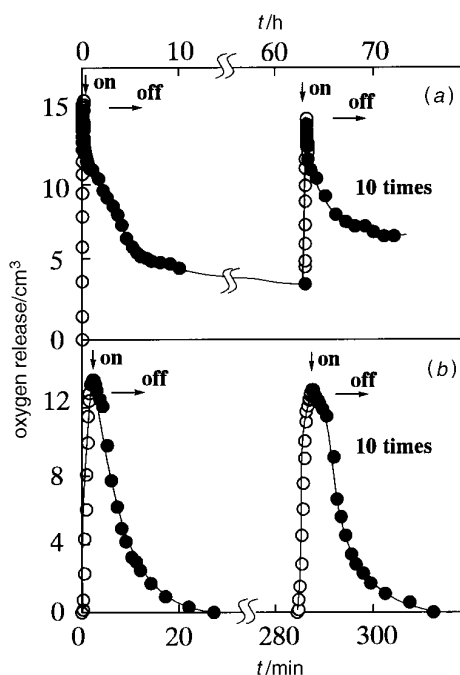 t/h
0 10 60 70
on off on off (a)
15
10
5
0
10 times
oxygen release/cm³
on off on off (b)
12
8
4
0
10 times
0 20 280 300
t/min